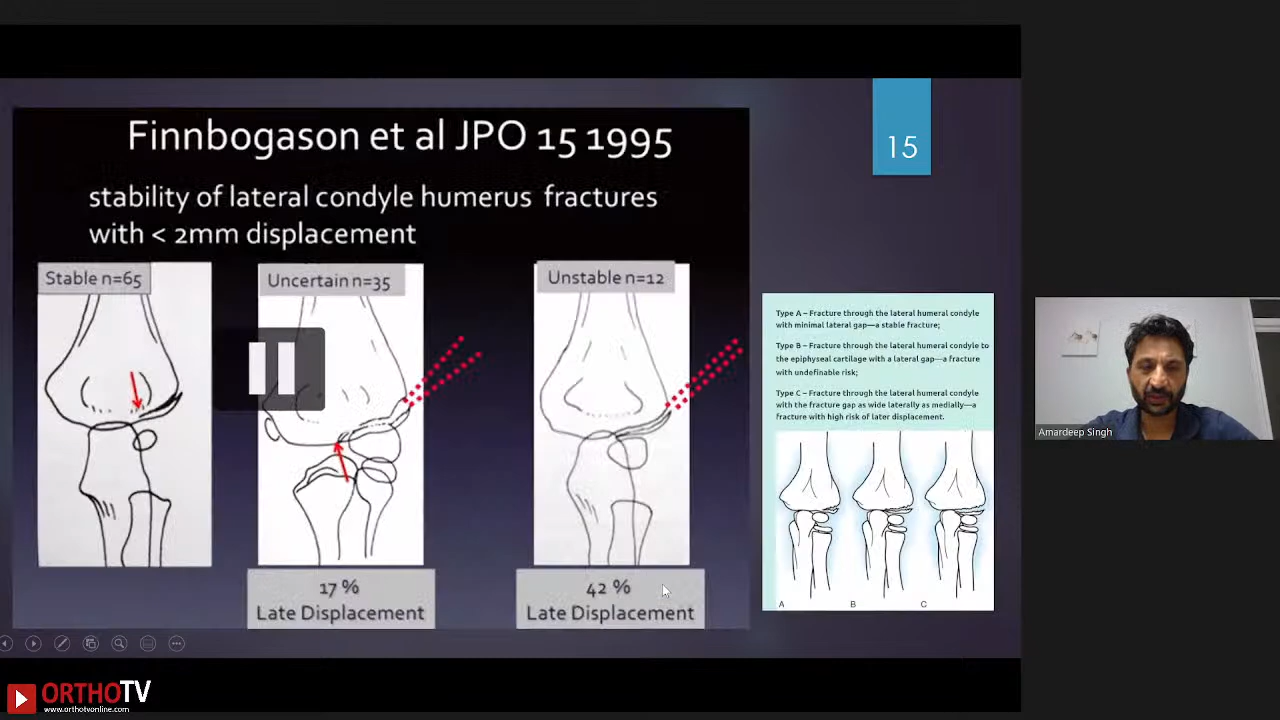 Finnbogason et al JPO 15 1995
15
stability of lateral condyle humerus fractures
with < 2mm displacement
Stable n=65
Uncertain n=35
Unstable n=12
17 %
Late Displacement
42 %
Late Displacement
Type A – Fracture through the lateral humeral condyle
with minimal lateral gap—a stable fracture;
Type B – Fracture through the lateral humeral condyle to
the epiphyseal cartilage with a lateral gap—a fracture
with undefinable risk;
Type C – Fracture through the lateral humeral condyle
with the fracture gap as wide laterally as medially—a
fracture with high risk of later displacement.
A B C
Amardeep Singh
ORTHOTV
www.orthotvonline.com